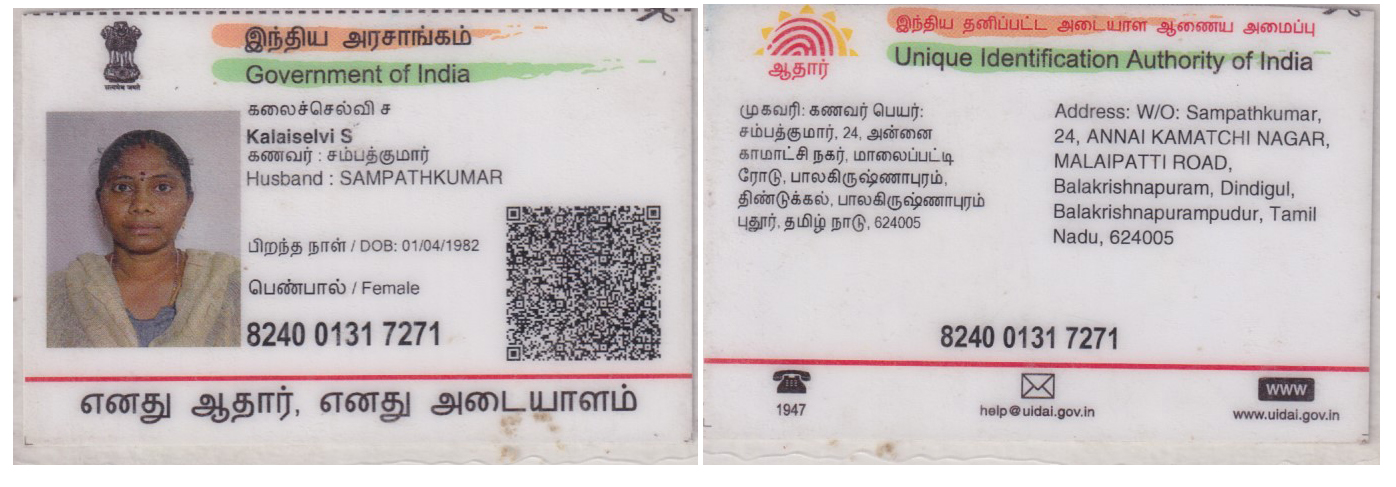 सत्यमेव जयते
இந்திய அரசாங்கம்
Government of India
கலைச்செல்வி ச
Kalaiselvi S
கணவர் : சம்பத்குமார்
Husband : SAMPATHKUMAR
பிறந்த நாள் / DOB: 01/04/1982
பெண்பால் / Female
8240 0131 7271
எனது ஆதார், எனது அடையாளம்
ஆதார்
இந்திய தனிப்பட்ட அடையாள ஆணைய அமைப்பு
Unique Identification Authority of India
முகவரி: கணவர் பெயர்:
சம்பத்குமார், 24, அன்னை
காமாட்சி நகர், மாலைப்பட்டி
ரோடு, பாலகிருஷ்ணாபுரம்,
திண்டுக்கல், பாலகிருஷ்ணாபுரம்
புதூர், தமிழ் நாடு, 624005
Address: W/O: Sampathkumar,
24, ANNAI KAMATCHI NAGAR,
MALAIPATTI ROAD,
Balakrishnapuram, Dindigul,
Balakrishnapurampudur, Tamil
Nadu, 624005
8240 0131 7271
1947
help@uidai.gov.in
WWW
www.uidai.gov.in